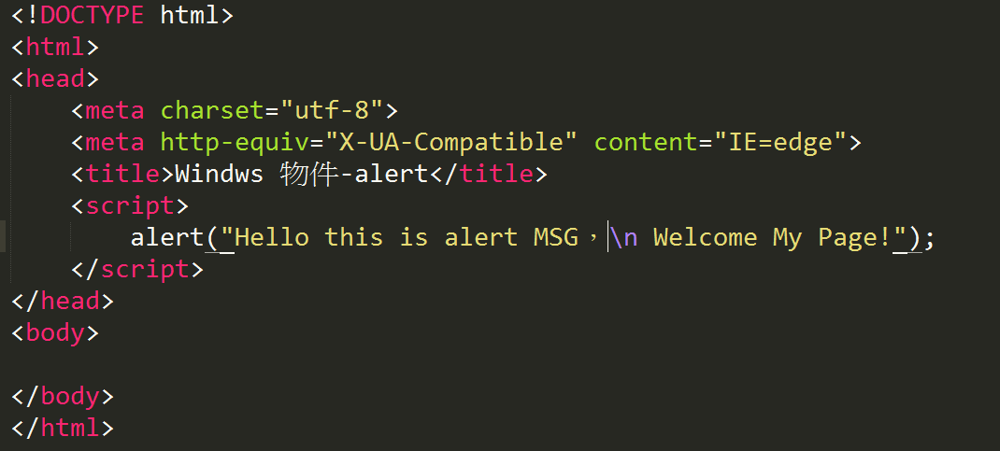 <!DOCTYPE html>
<html>
<head>
    <meta charset="utf-8">
    <meta http-equiv="X-UA-Compatible" content="IE=edge">
    <title>Windws 物件-alert</title>
    <script>
        alert("Hello this is alert MSG，\n Welcome My Page!");
    </script>
</head>
<body>

</body>
</html>